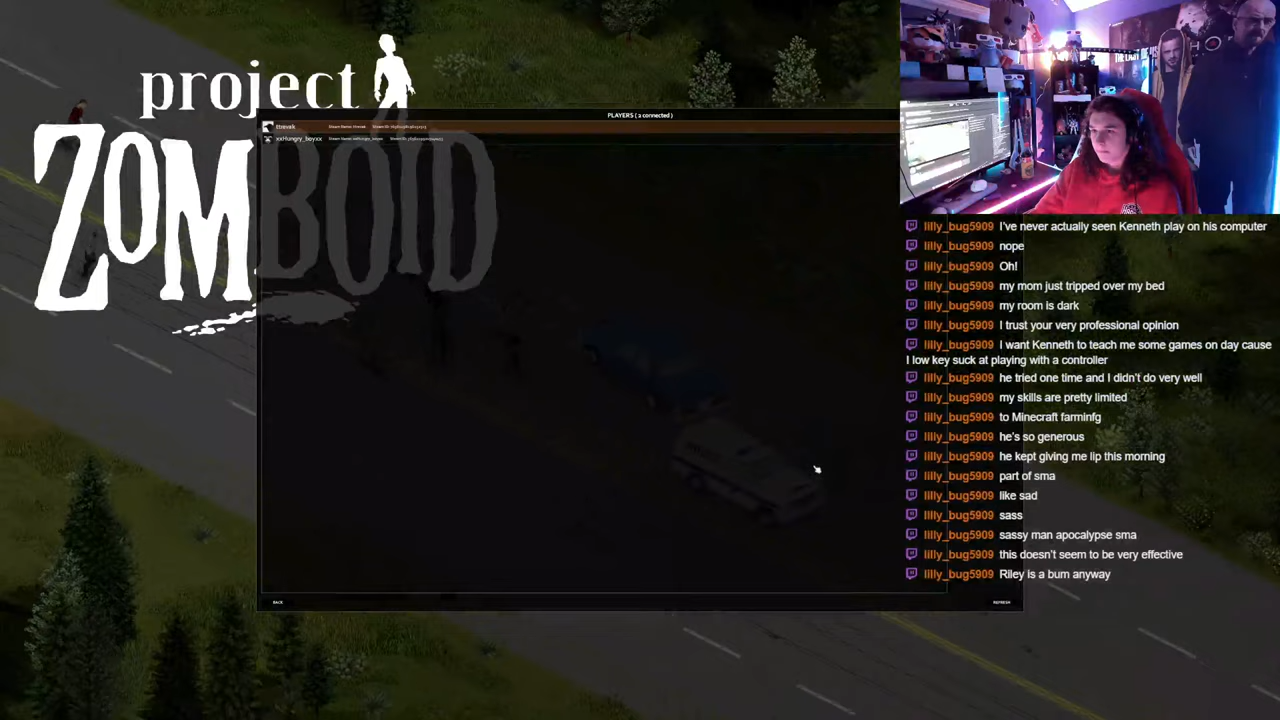 project
ZOMBOID
PLAYERS ( 2 connected )
xxHungry_boyxx
BACK
REFRESH
lilly_bug5909 I've never actually seen Kenneth play on his computer
lilly_bug5909 nope
lilly_bug5909 Oh!
lilly_bug5909 my mom just tripped over my bed
lilly_bug5909 my room is dark
lilly_bug5909 I trust your very professional opinion
lilly_bug5909 I want Kenneth to teach me some games on day cause
I low key suck at playing with a controller
lilly_bug5909 he tried one time and I didn't do very well
lilly_bug5909 my skills are pretty limited
lilly_bug5909 to Minecraft farminfg
lilly_bug5909 he's so generous
lilly_bug5909 he kept giving me lip this morning
lilly_bug5909 part of sma
lilly_bug5909 like sad
lilly_bug5909 sass
lilly_bug5909 sassy man apocalypse sma
lilly_bug5909 this doesn't seem to be very effective
lilly_bug5909 Riley is a bum anyway